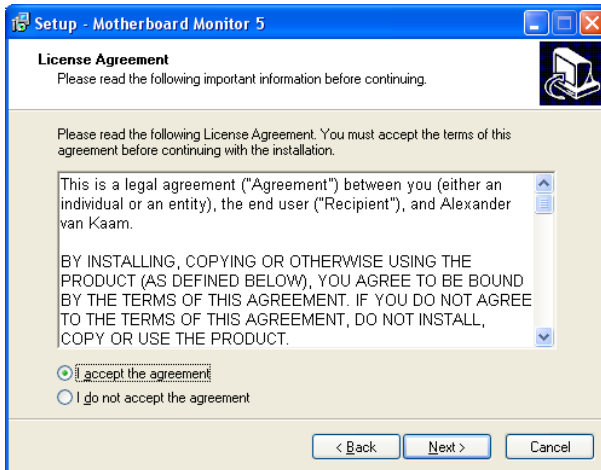 Setup - Motherboard Monitor 5
License Agreement
Please read the following important information before continuing.
Please read the following License Agreement. You must accept the terms of this
agreement before continuing with the installation.
This is a legal agreement ("Agreement") between you (either an
individual or an entity), the end user ("Recipient"), and Alexander
van Kaam.
BY INSTALLING, COPYING OR OTHERWISE USING THE
PRODUCT (AS DEFINED BELOW), YOU AGREE TO BE BOUND
BY THE TERMS OF THIS AGREEMENT. IF YOU DO NOT AGREE
TO THE TERMS OF THIS AGREEMENT, DO NOT INSTALL,
COPY OR USE THE PRODUCT.
I accept the agreement
I do not accept the agreement
< Back Next > Cancel